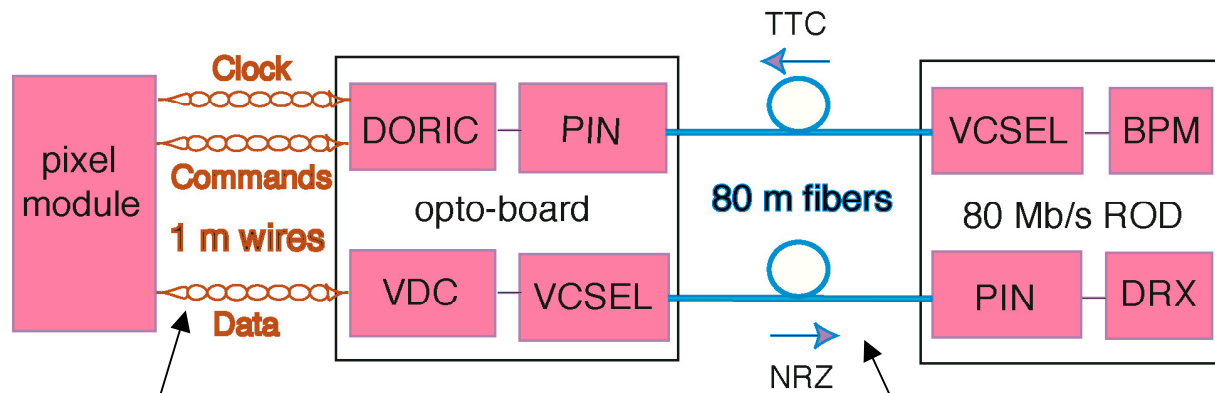 TTC
Clock
DORIC
PIN
VCSEL
BPM
pixel
module
Commands
opto-board
80 m fibers
80 Mb/s ROD
1 m wires
VDC
VCSEL
PIN
DRX
Data
NRZ